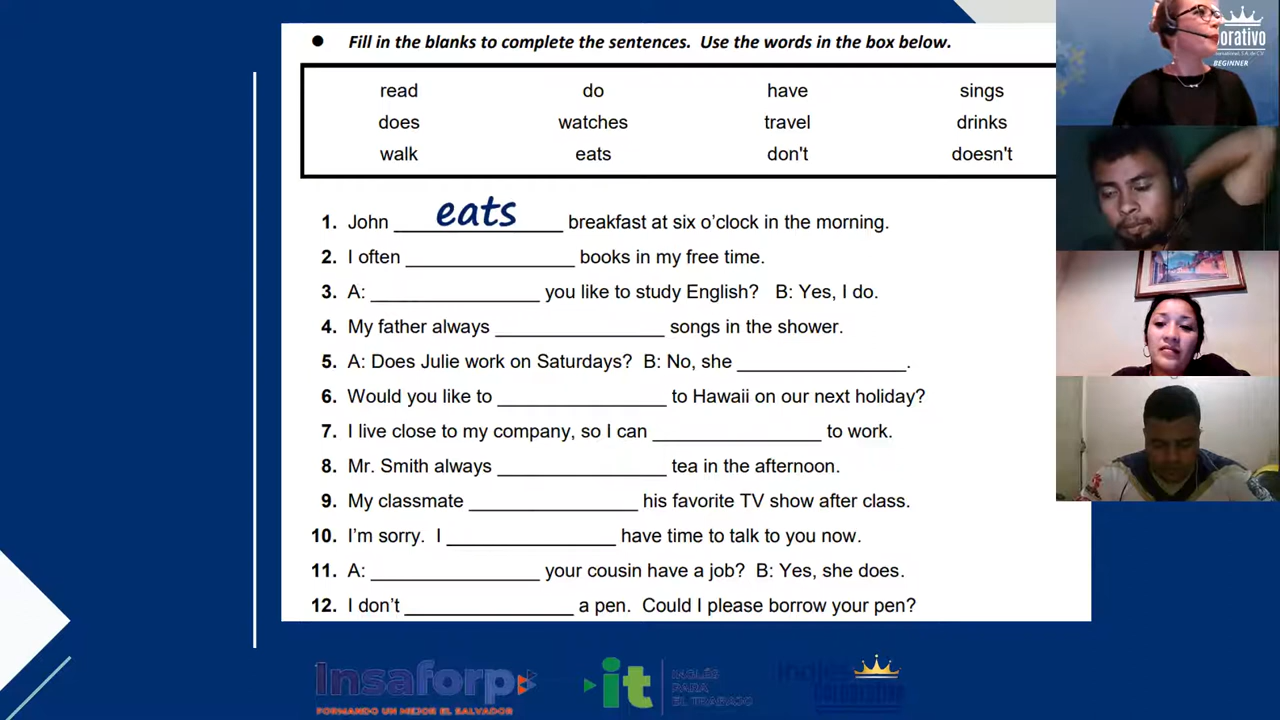 ● Fill in the blanks to complete the sentences. Use the words in the box below.
read do have sings
does watches travel drinks
walk eats don't doesn't
1. John eats breakfast at six o'clock in the morning.
2. I often ________________ books in my free time.
3. A: ________________ you like to study English? B: Yes, I do.
4. My father always ________________ songs in the shower.
5. A: Does Julie work on Saturdays? B: No, she ________________.
6. Would you like to ________________ to Hawaii on our next holiday?
7. I live close to my company, so I can ________________ to work.
8. Mr. Smith always ________________ tea in the afternoon.
9. My classmate ________________ his favorite TV show after class.
10. I'm sorry. I ________________ have time to talk to you now.
11. A: ________________ your cousin have a job? B: Yes, she does.
12. I don't ________________ a pen. Could I please borrow your pen?
orativo
BEGINNER
Insaforp
FORMANDO UN MEJOR EL SALVADOR
it
INGLÉS
PARA
EL TRABAJO
indies
corporativo